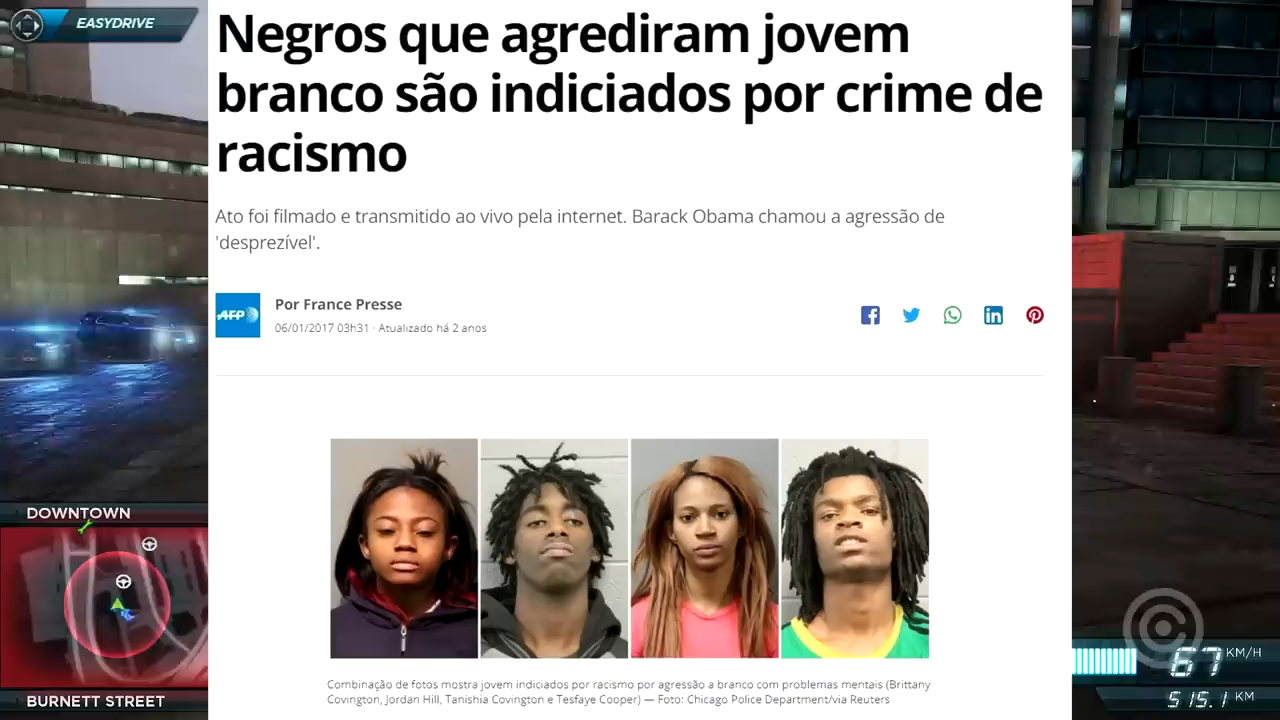 EASYDRIVE
Negros que agrediram jovem
branco são indiciados por crime de
racismo
Ato foi filmado e transmitido ao vivo pela internet. Barack Obama chamou a agressão de
'desprezível'.
AFP
Por France Presse
06/01/2017 03h31 · Atualizado há 2 anos
DOWNTOWN
BURNETT STREET
Combinação de fotos mostra jovem indiciados por racismo por agressão a branco com problemas mentais (Brittany
Covington, Jordan Hill, Tanishia Covington e Tesfaye Cooper) — Foto: Chicago Police Department/via Reuters
67 KM/H
515.1 KM